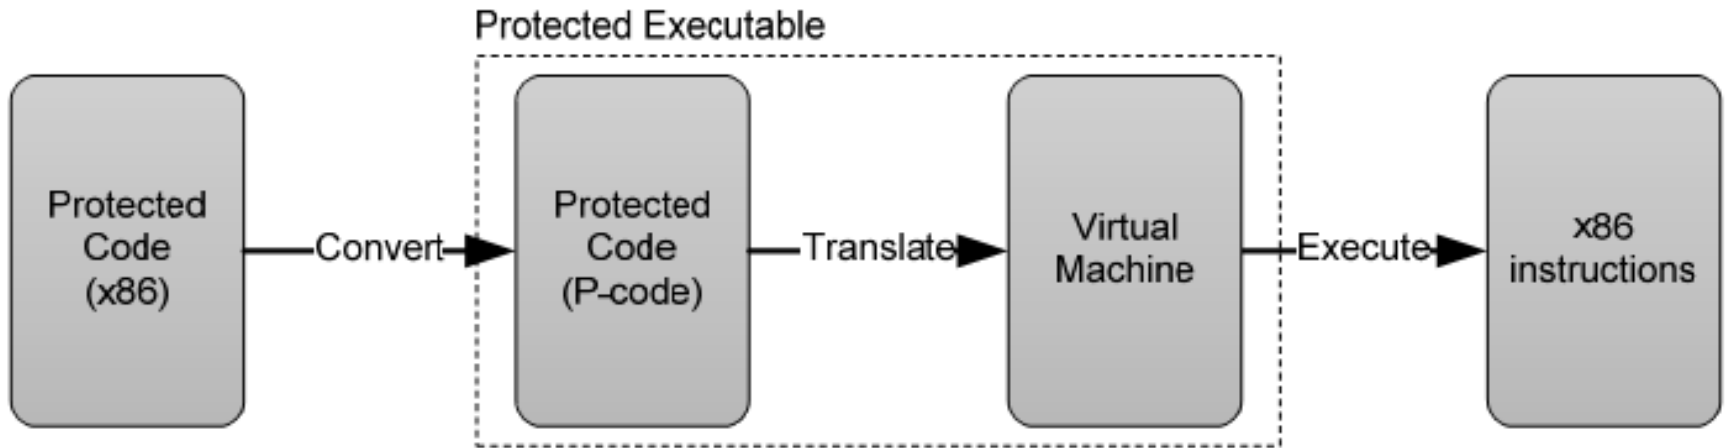 Protected Executable
Protected
Code
(x86)
Convert
Protected
Code
(P-code)
Translate
Virtual
Machine
Execute
x86
instructions